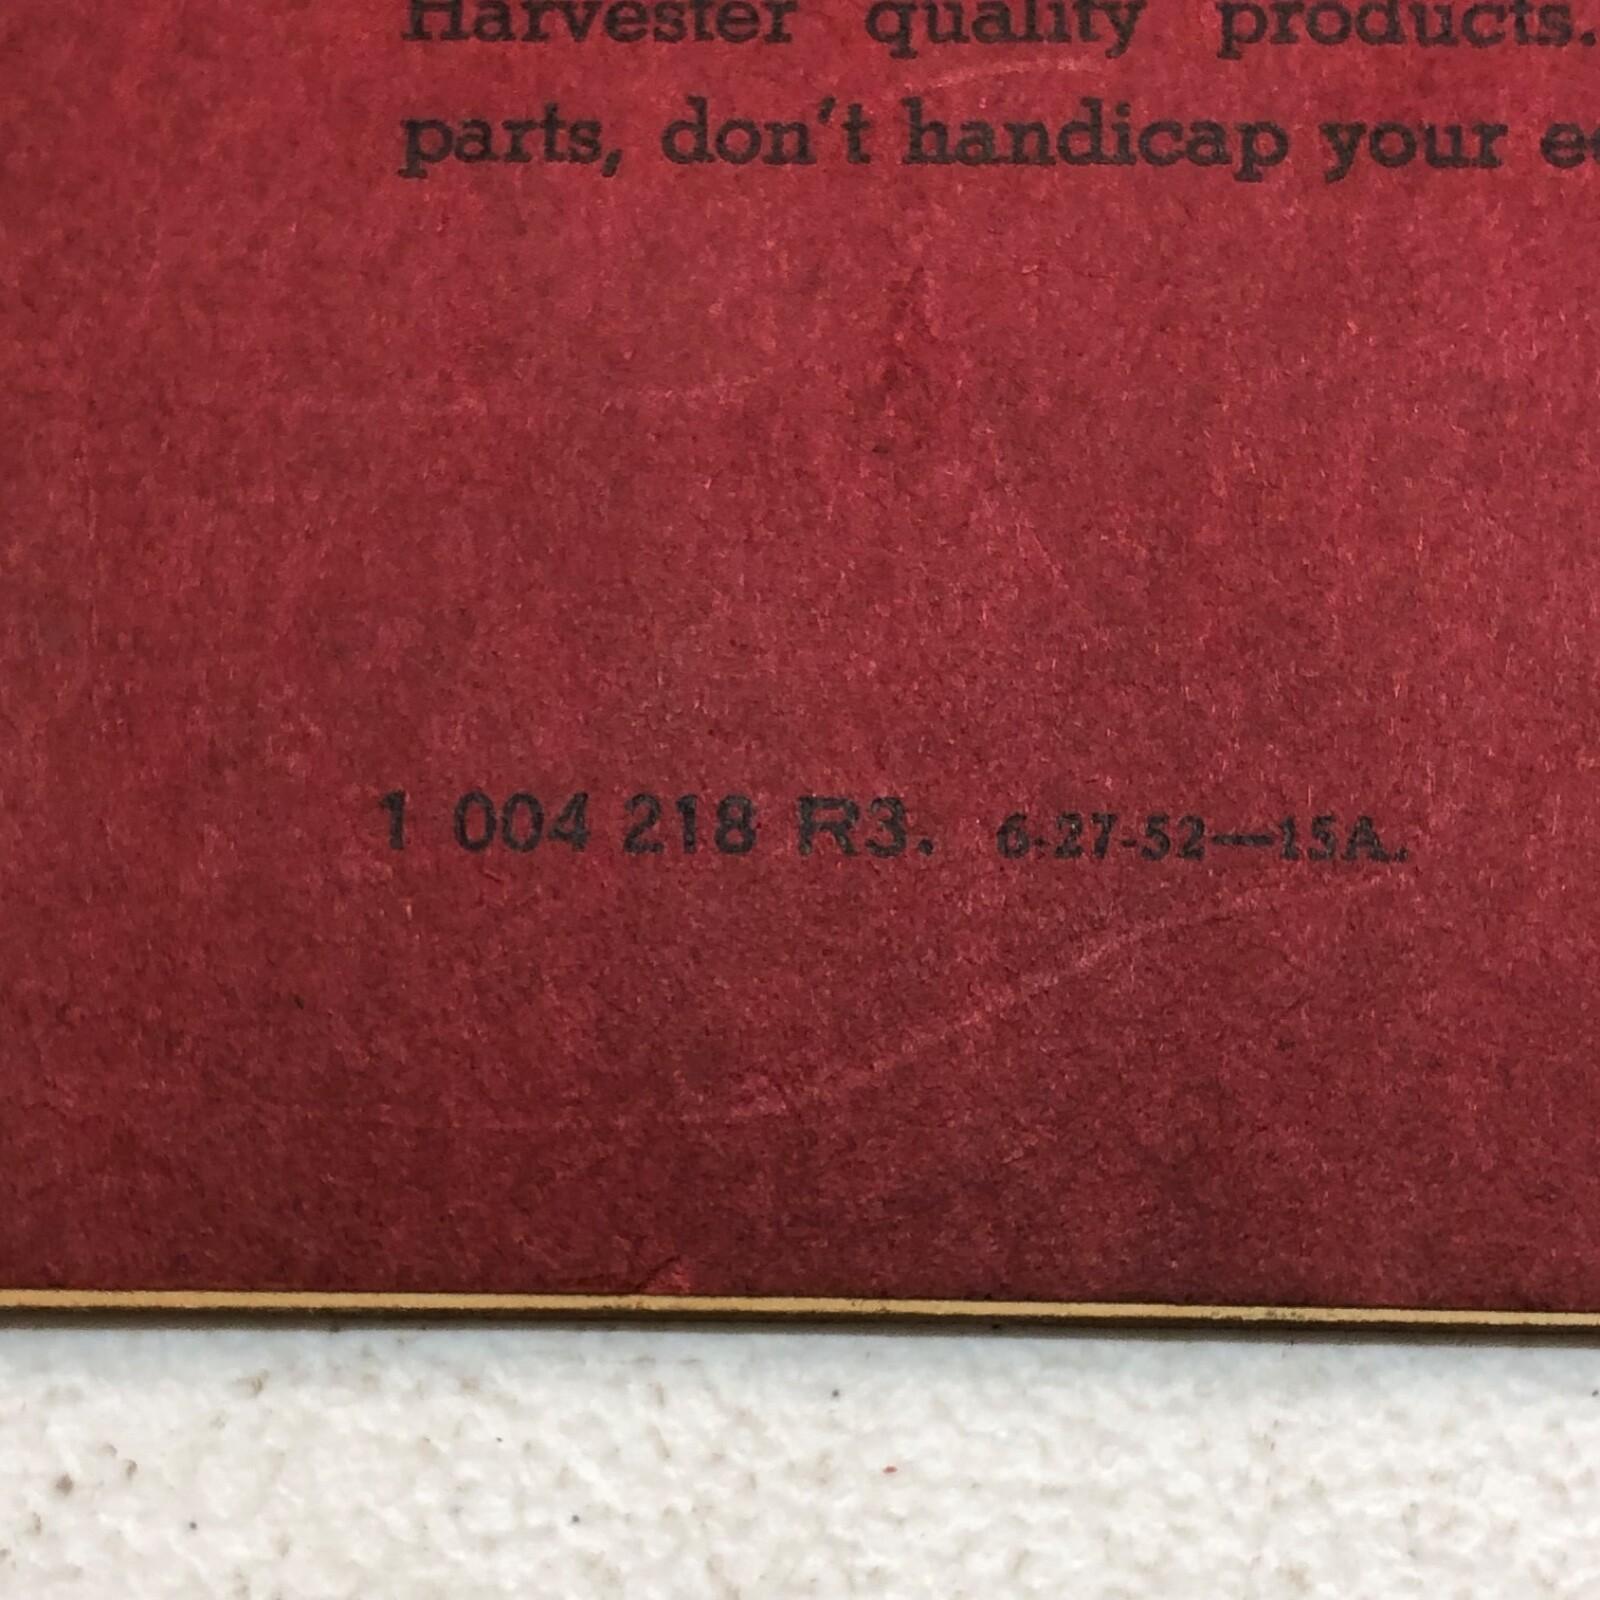 Harvester quality products.
parts, don't handicap your
1 004 218 R3. 6-27-52—15A.